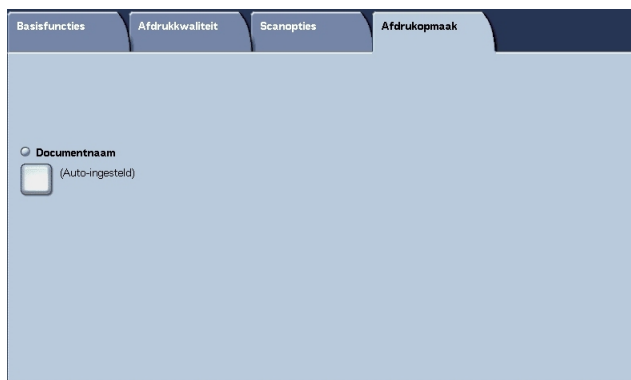 Basisfuncties Afdrukkwaliteit Scanopties Afdrukopmaak
Documentnaam
(Auto-ingesteld)